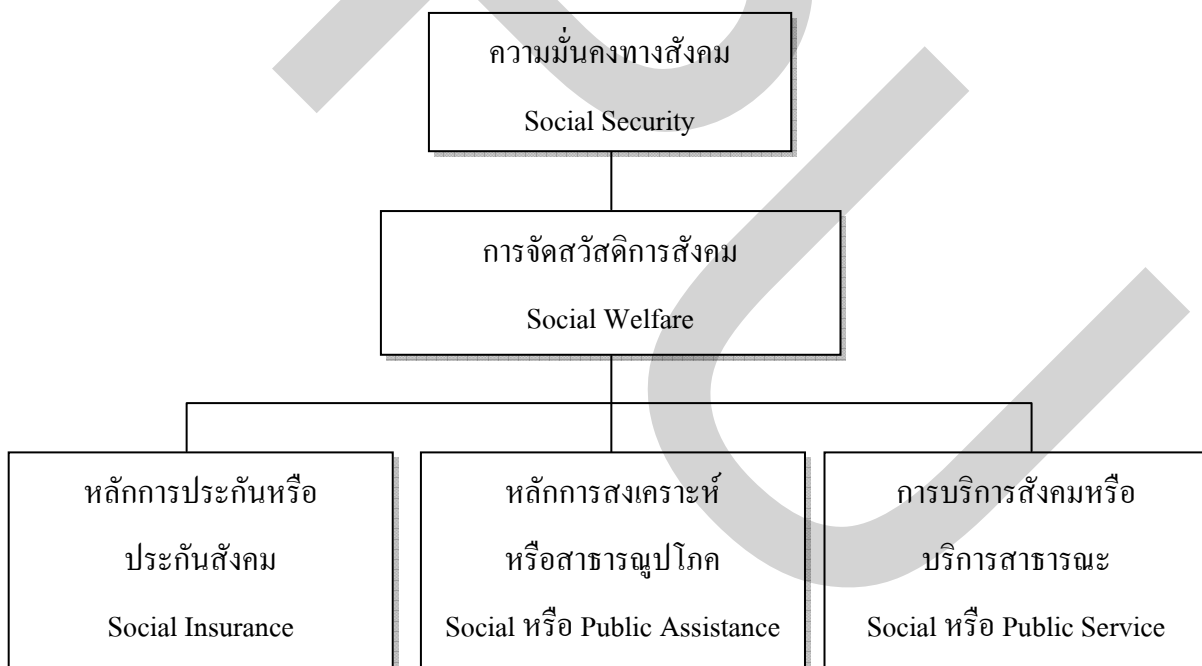 ความมั่นคงทางสังคม
Social Security
การจัดสวัสดิการสังคม
Social Welfare
หลักการประกันหรือ
ประกันสังคม
Social Insurance
หลักการสงเคราะห์
หรือสาธารณูปโภค
Social หรือ Public Assistance
การบริการสังคมหรือ
บริการสาธารณะ
Social หรือ Public Service